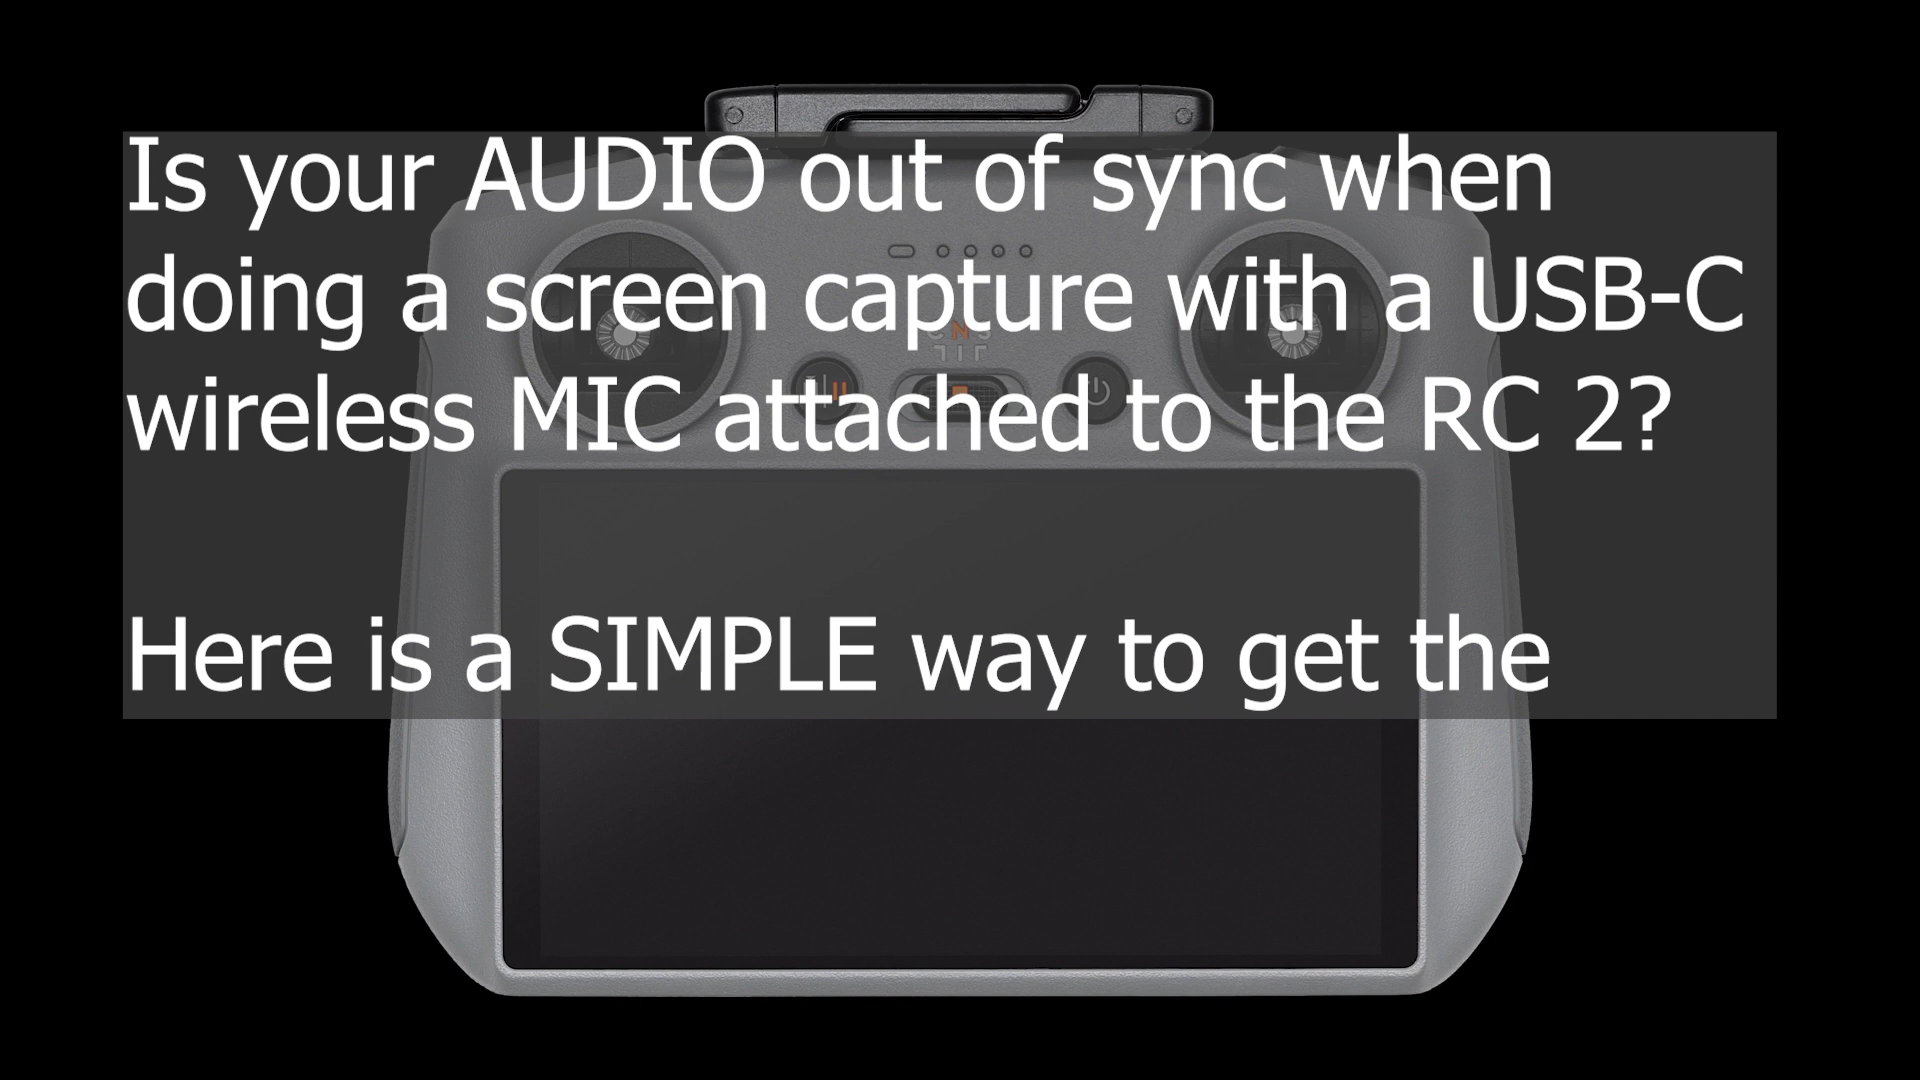 Is your AUDIO out of sync when
doing a screen capture with a USB-C
wireless MIC attached to the RC 2?
Here is a SIMPLE way to get the